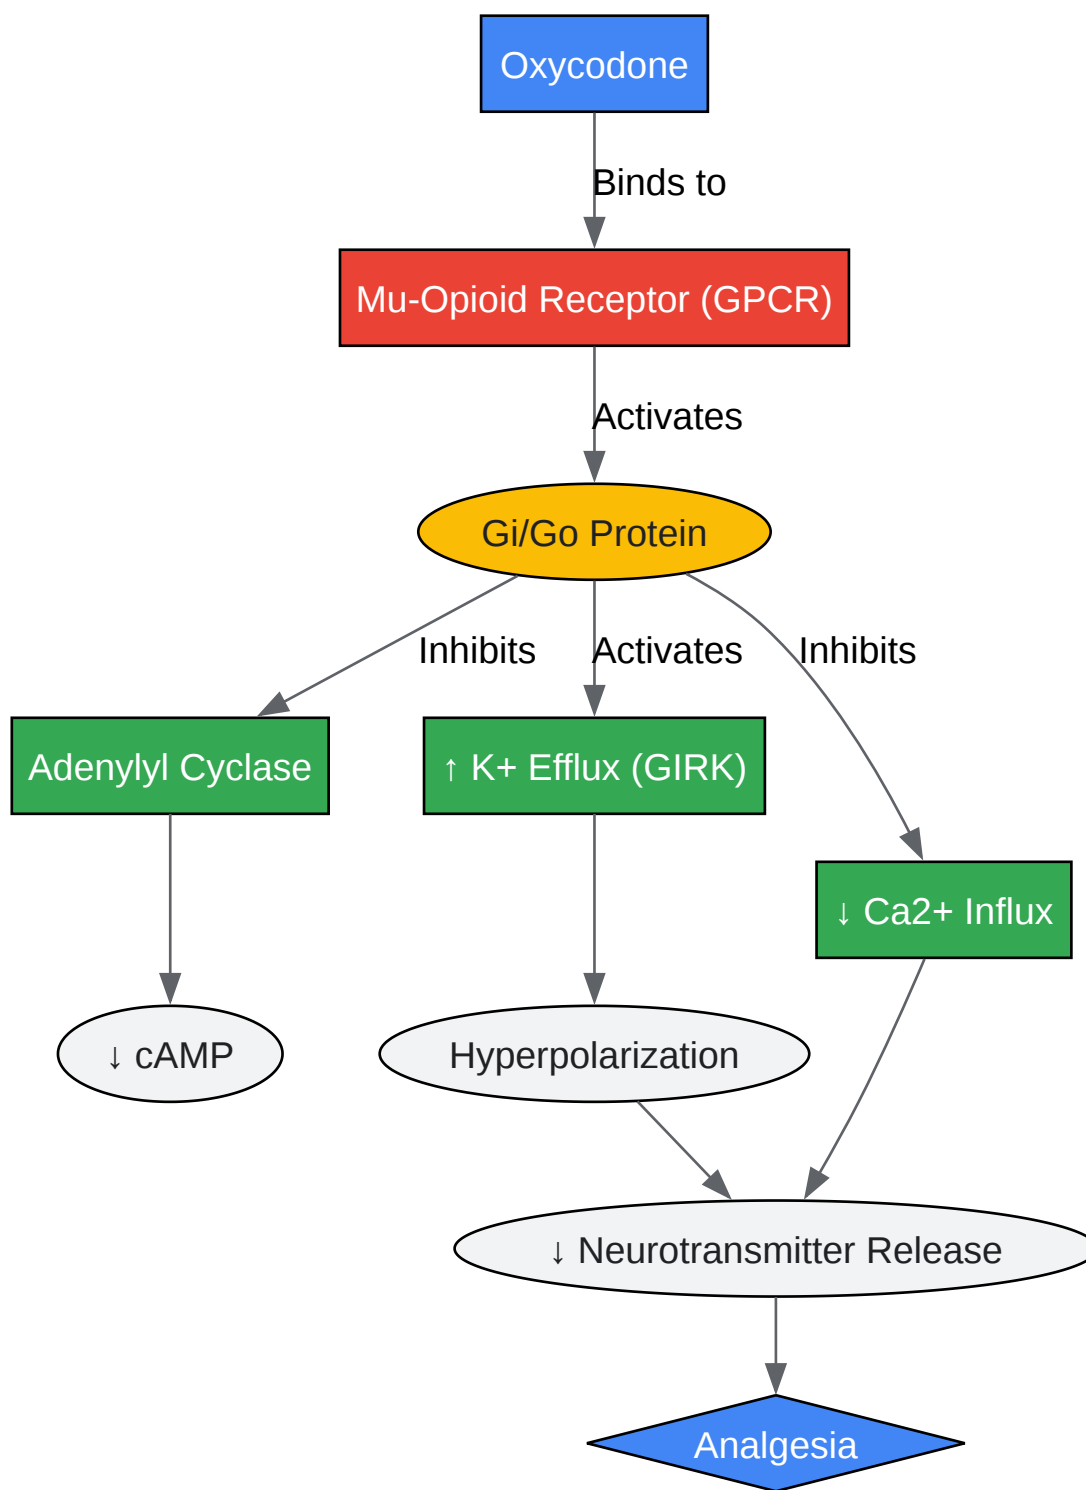 Oxycodone
Binds to
Mu-Opioid Receptor (GPCR)
Activates
Gi/Go Protein
Inhibits
Activates
Inhibits
Adenylyl Cyclase
↑ K+ Efflux (GIRK)
↓ Ca2+ Influx
↓ cAMP
Hyperpolarization
↓ Neurotransmitter Release
Analgesia